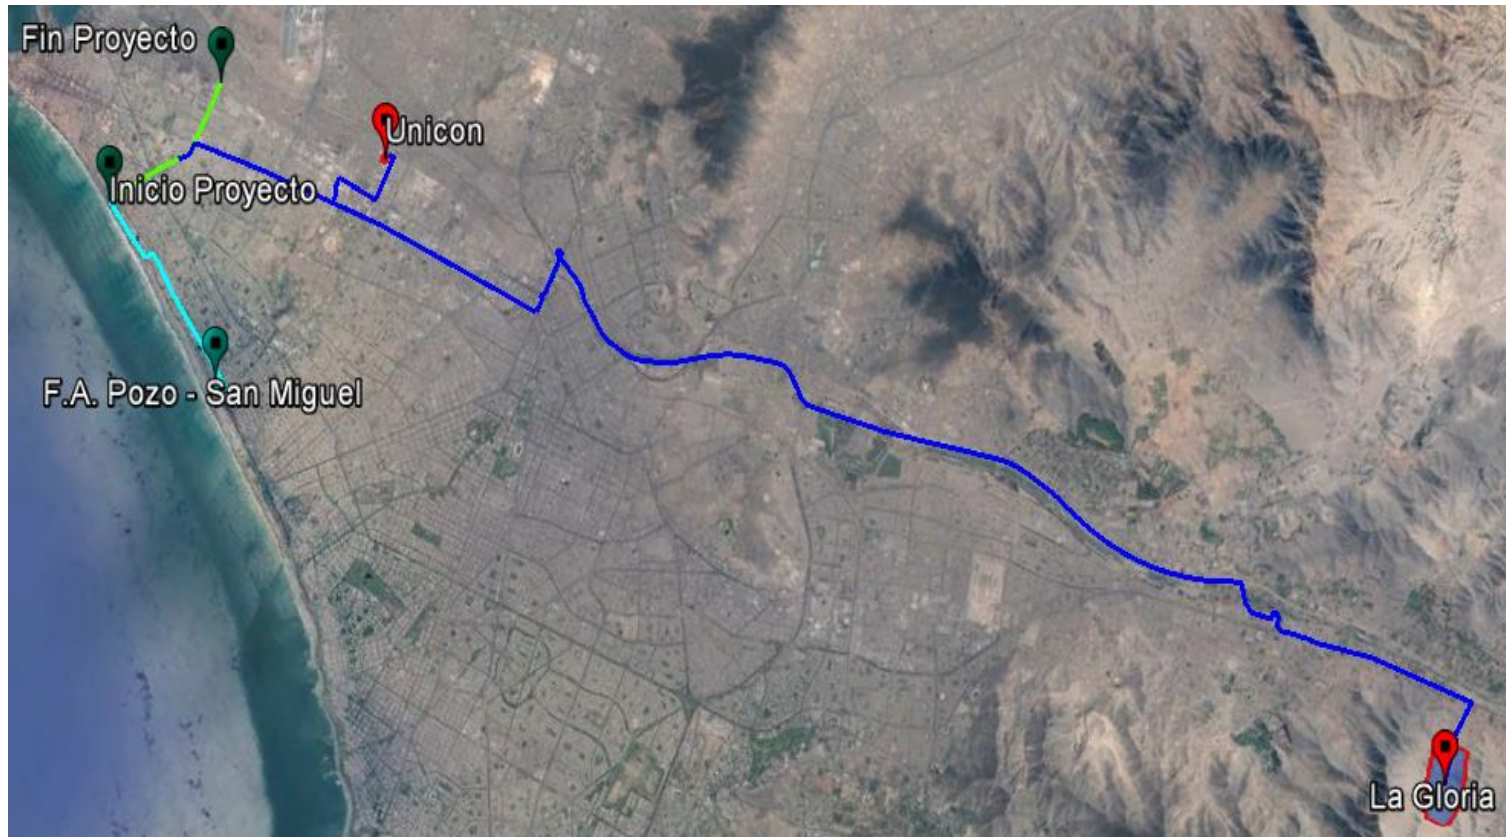 Fin Proyecto
Unicon
Inicio Proyecto
F.A. Pozo - San Miguel
La Gloria